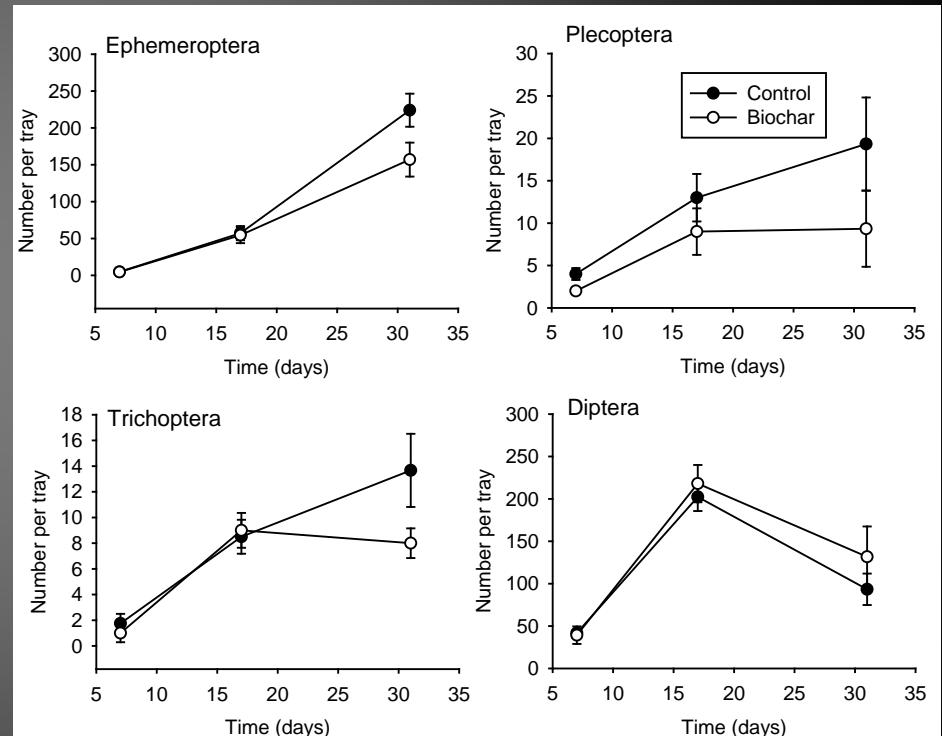 Ephemeroptera
300
250
200
150
100
50
0
Number per tray
5 10 15 20 25 30 35
Time (days)
Plecoptera
Control
Biochar
30
25
20
15
10
5
0
Number per tray
5 10 15 20 25 30 35
Time (days)
Trichoptera
18
16
14
12
10
8
6
4
2
0
Number per tray
5 10 15 20 25 30 35
Time (days)
Diptera
300
250
200
150
100
50
0
Number per tray
5 10 15 20 25 30 35
Time (days)